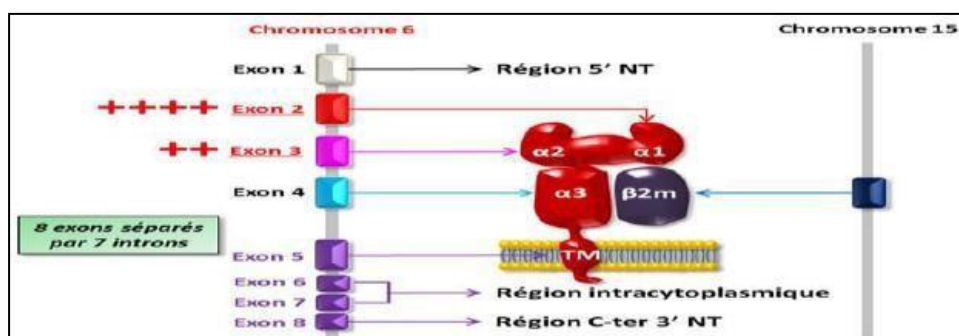 Chromosome 6
Chromosome 15
Exon 1
Région 5' NT
++++ Exon 2
++ Exon 3
α2
α1
Exon 4
α3
β2m
8 exons séparés
par 7 introns
Exon 5
TM
Exon 6
Exon 7
Région intracytoplasmique
Exon 8
Région C-ter 3' NT